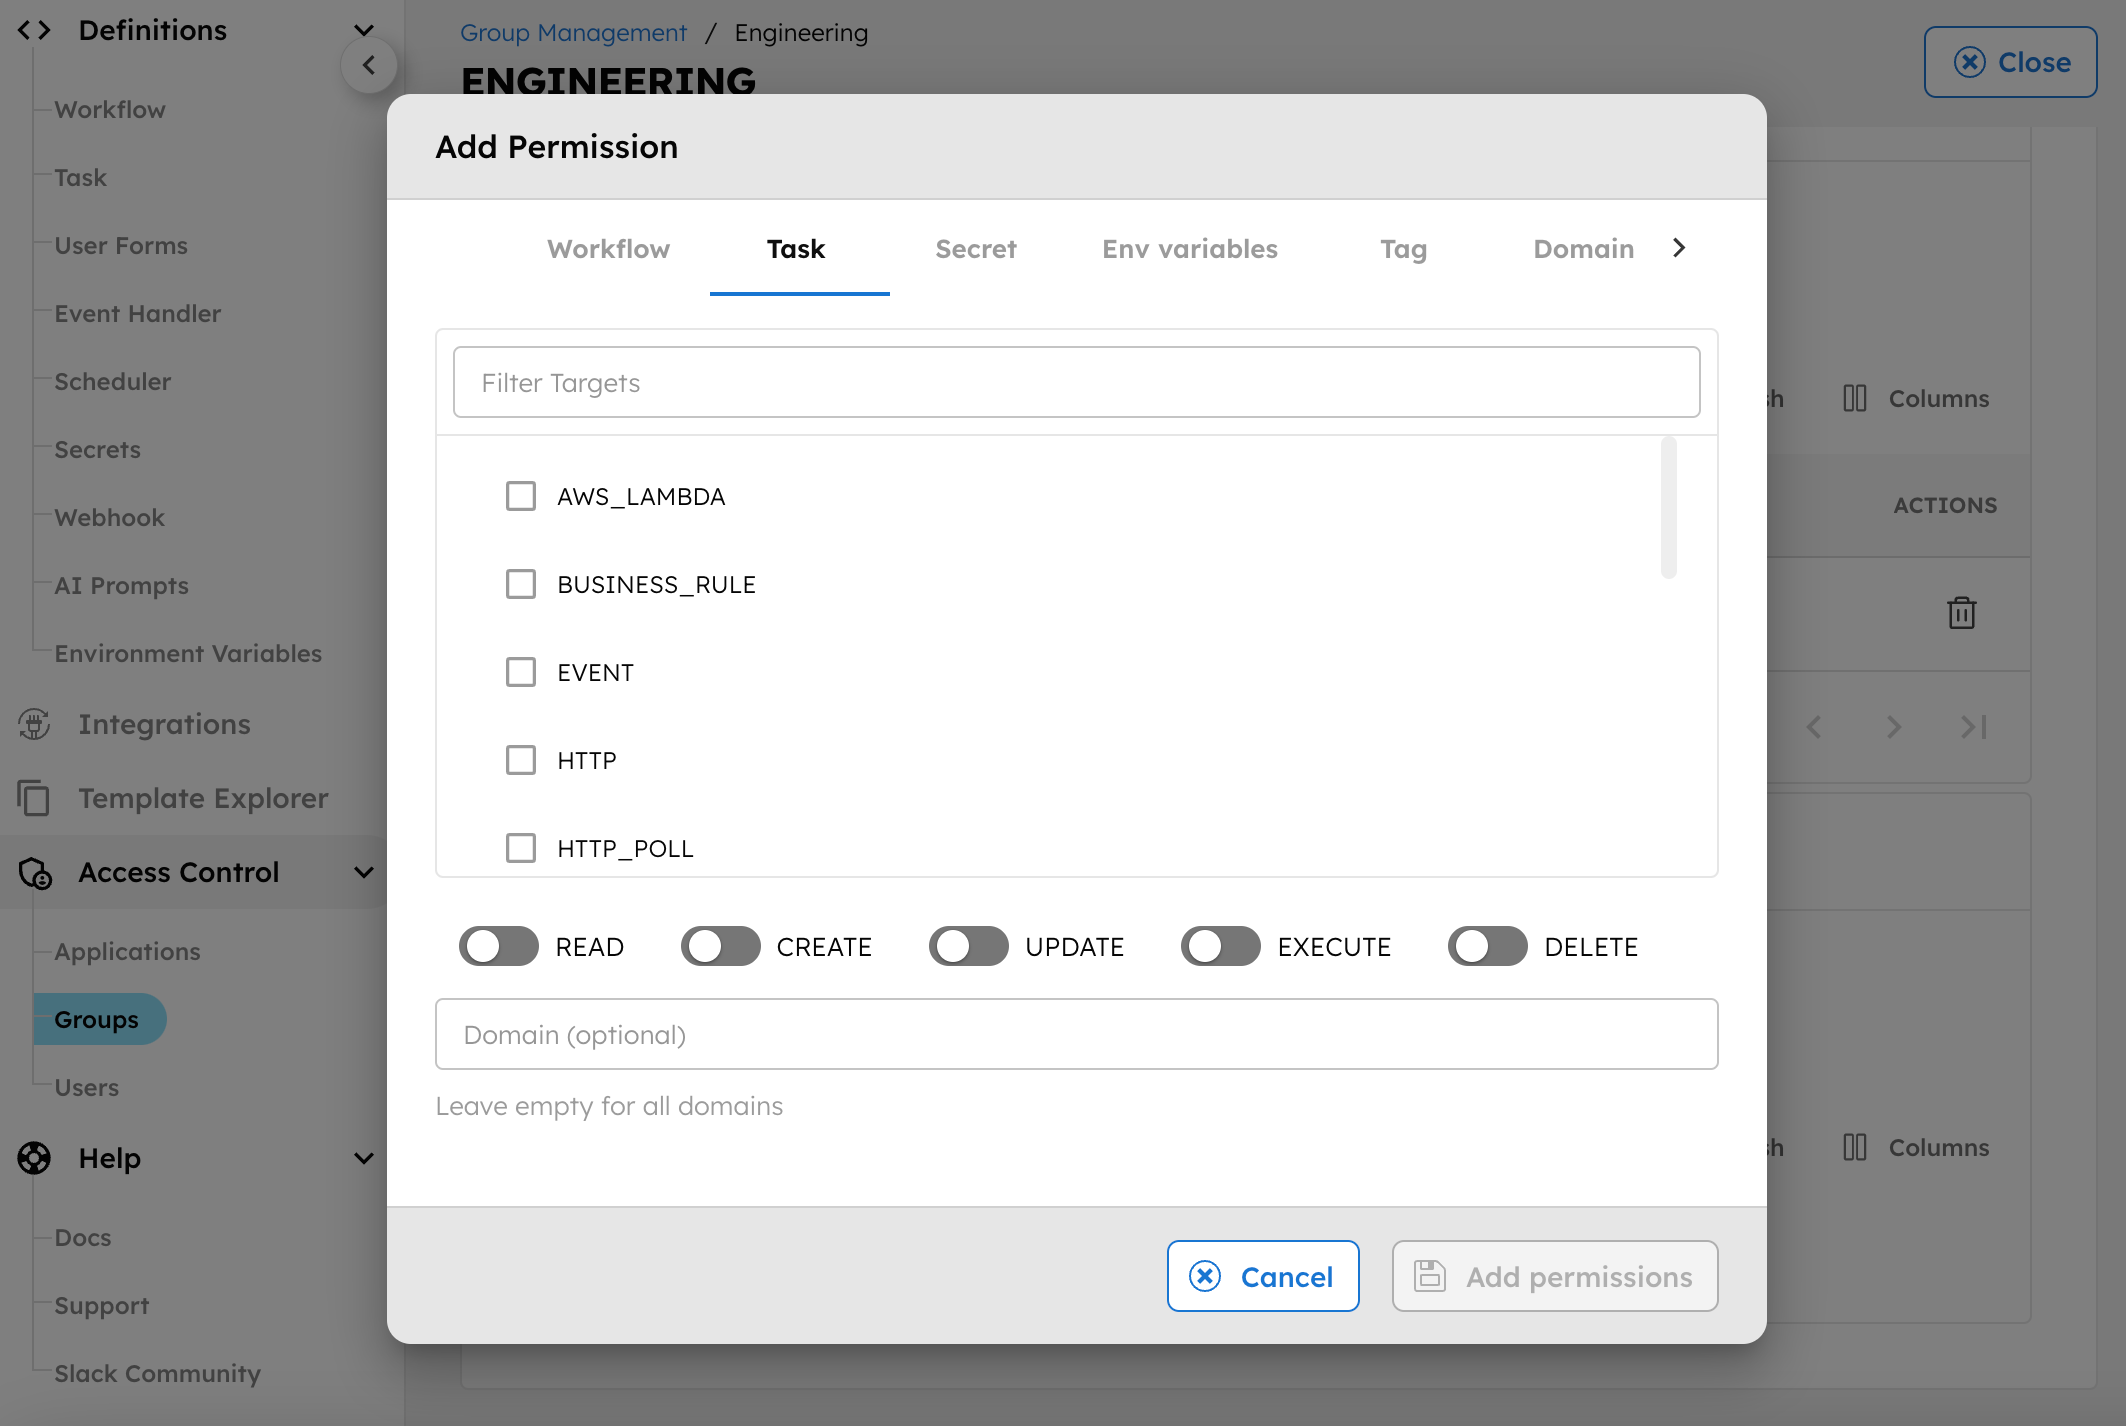 Definitions
Workflow
Task
User Forms
Event Handler
Scheduler
Secrets
Webhook
AI Prompts
Environment Variables
Integrations
Template Explorer
Access Control
Applications
Groups
Users
Help
Docs
Support
Slack Community
Group Management / Engineering
ENGINEERING
Close
Columns
ACTIONS
Columns
Add Permission
Workflow Task Secret Env variables Tag Domain
Filter Targets
AWS_LAMBDA
BUSINESS_RULE
EVENT
HTTP
HTTP_POLL
READ CREATE UPDATE EXECUTE DELETE
Domain (optional)
Leave empty for all domains
Cancel Add permissions